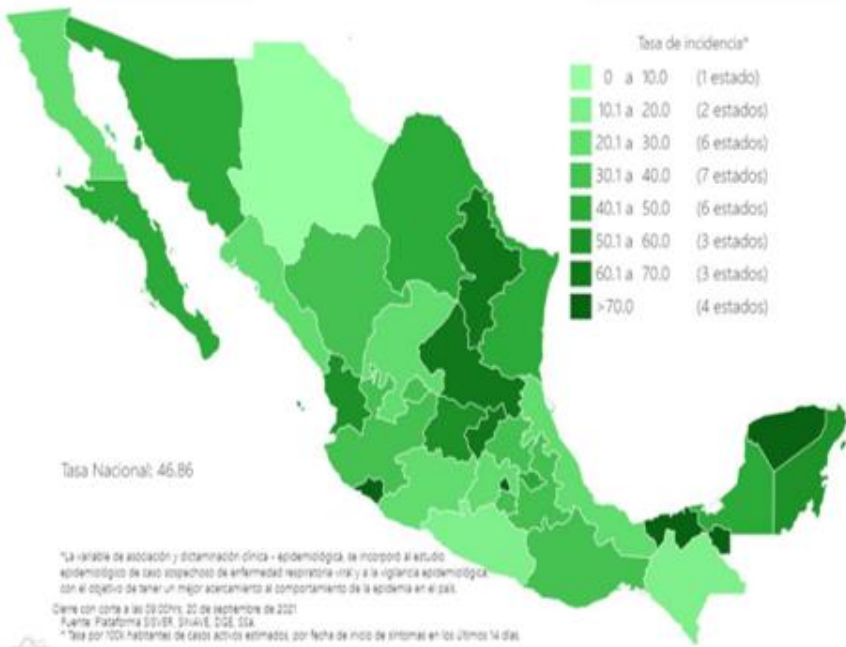 Tasa de incidencia*
0 a 10.0 (1 estado)
10.1 a 20.0 (2 estados)
20.1 a 30.0 (6 estados)
30.1 a 40.0 (7 estados)
40.1 a 50.0 (6 estados)
50.1 a 60.0 (3 estados)
60.1 a 70.0 (3 estados)
>70.0 (4 estados)
Tasa Nacional: 46.86
*La variable de asociación y dictaminación clínica - epidemiológica, se incorporó al estudio
epidemiológico de caso sospechoso de enfermedad respiratoria viral y a la vigilancia epidemiológica,
con el objetivo de tener un mejor acercamiento al comportamiento de la epidemia en el país.
Cierre con corte a las 09:00hrs, 20 de septiembre de 2021
Fuente: Plataforma SISVER, SINAVE, DGE, SSA.
* Tasa por 100k habitantes de casos activos estimados, por fecha de inicio de síntomas en los últimos 14 días.